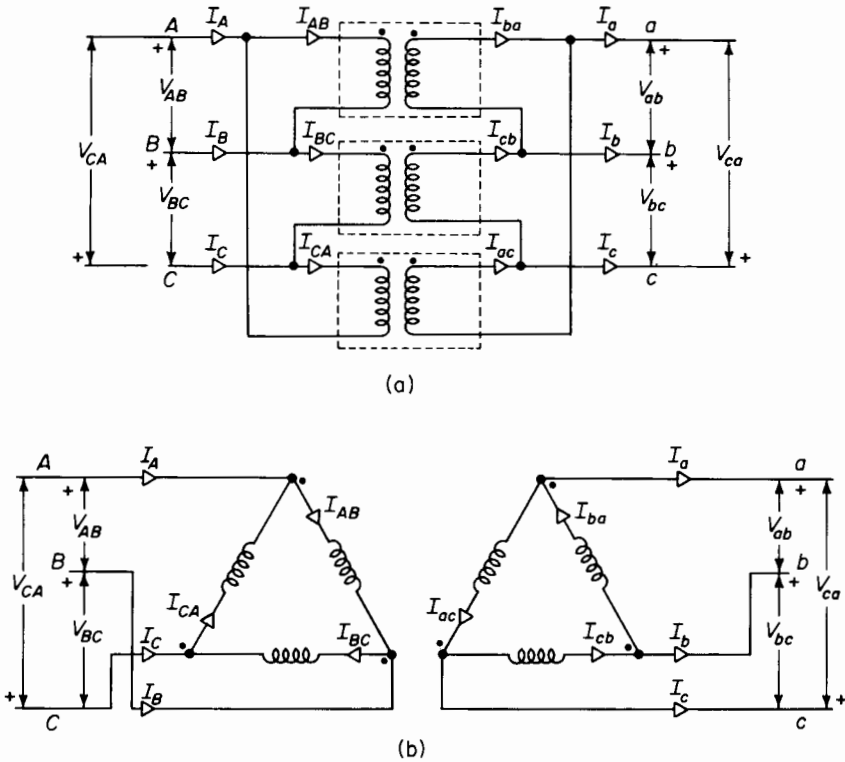 A I_A I_AB I_ba I_a a
+ +
V_AB V_ab
B I_B I_BC I_cb I_b b
+ +
V_CA V_BC V_bc V_ca
I_C I_CA I_ac I_c
+ C c +
(a)
A I_A I_a a
+ I_AB I_ba +
V_AB V_ab
B b
+ +
V_CA I_CA I_ac V_ca
V_BC I_C I_BC I_cb I_b V_bc
+ I_B I_c +
C c
(b)